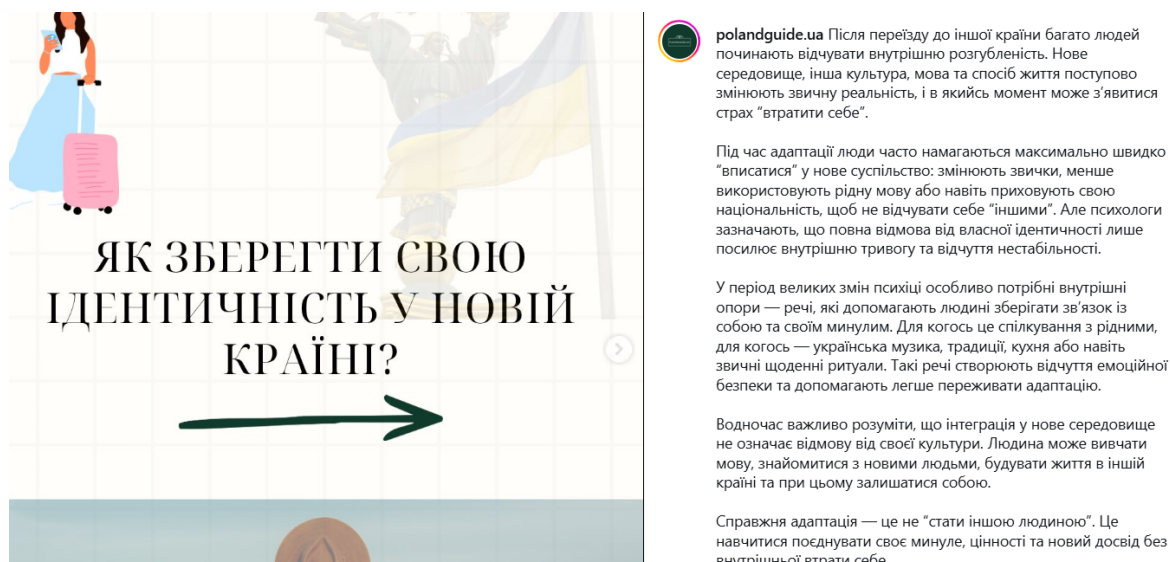 ЯК ЗБЕРЕГТИ СВОЮ
ІДЕНТИЧНІСТЬ У НОВІЙ
КРАЇНІ?
polandguide.ua Після переїзду до іншої країни багато людей
починають відчувати внутрішню розгубленість. Нове
середовище, інша культура, мова та спосіб життя поступово
змінюють звичну реальність, і в якийсь момент може з’явитися
страх “втратити себе”.
Під час адаптації люди часто намагаються максимально швидко
“вписатися” у нове суспільство: змінюють звички, менше
використовують рідну мову або навіть приховують свою
національність, щоб не відчувати себе “іншими”. Але психологи
зазначають, що повна відмова від власної ідентичності лише
посилює внутрішню тривогу та відчуття нестабільності.
У період великих змін психіці особливо потрібні внутрішні
опори — речі, які допомагають людині зберігати зв’язок із
собою та своїм минулим. Для когось це спілкування з рідними,
для когось — українська музика, традиції, кухня або навіть
звичні щоденні ритуали. Такі речі створюють відчуття емоційної
безпеки та допомагають легше переживати адаптацію.
Водночас важливо розуміти, що інтеграція у нове середовище
не означає відмову від своєї культури. Людина може вивчати
мову, знайомитися з новими людьми, будувати життя в іншій
країні та при цьому залишатися собою.
Справжня адаптація — це не “стати іншою людиною”. Це
навчитися поєднувати своє минуле, цінності та новий досвід без
внутрішньої втрати себе.